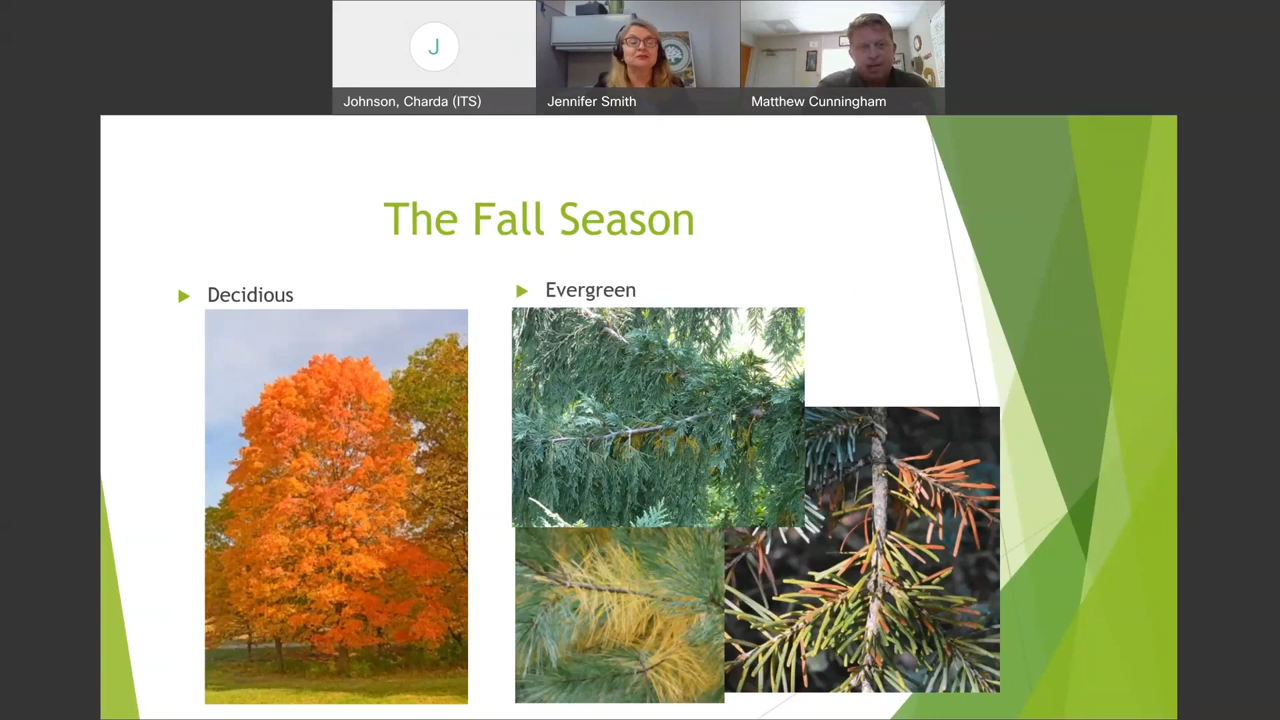 J
Johnson, Charda (ITS)
Jennifer Smith
Matthew Cunningham
The Fall Season
Decidious
Evergreen